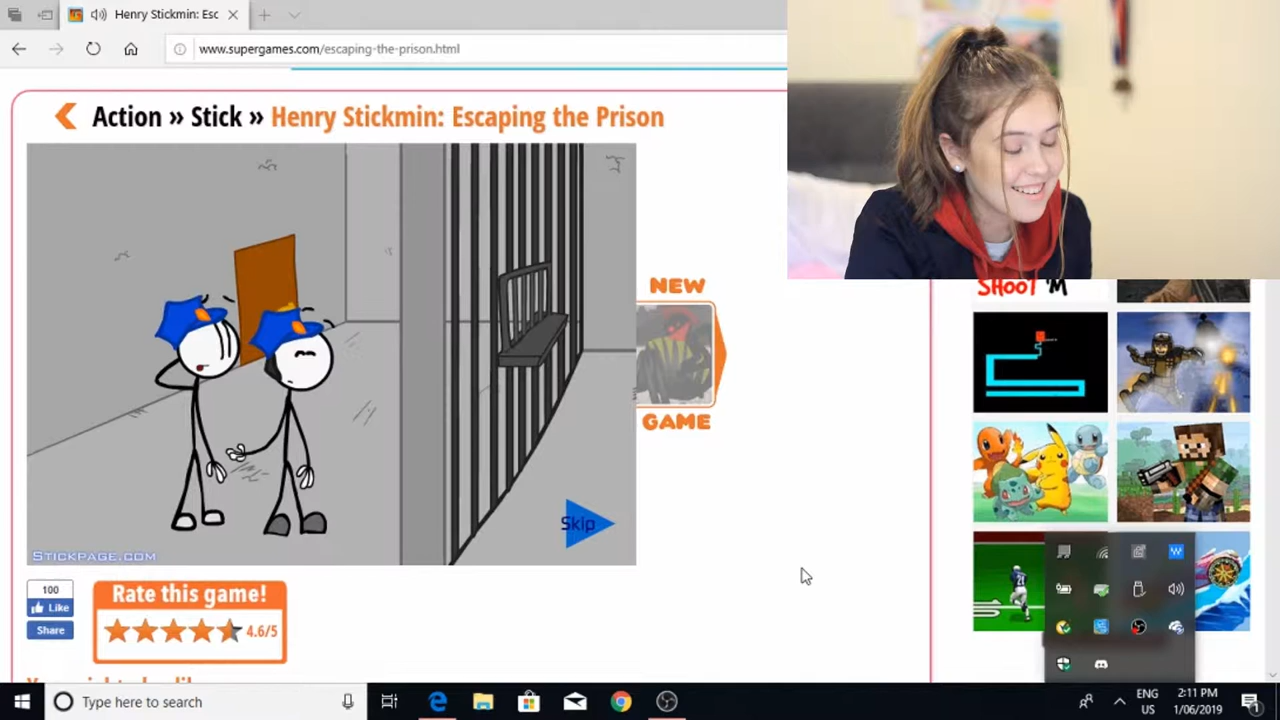 Henry Stickmin: Esc
www.supergames.com/escaping-the-prison.html
Action » Stick » Henry Stickmin: Escaping the Prison
NEW
GAME
SHOOT 'M
Skip
STICKPAGE.COM
100
Like
Share
Rate this game!
4.6/5
Type here to search
ENG
US
2:11 PM
1/06/2019
1